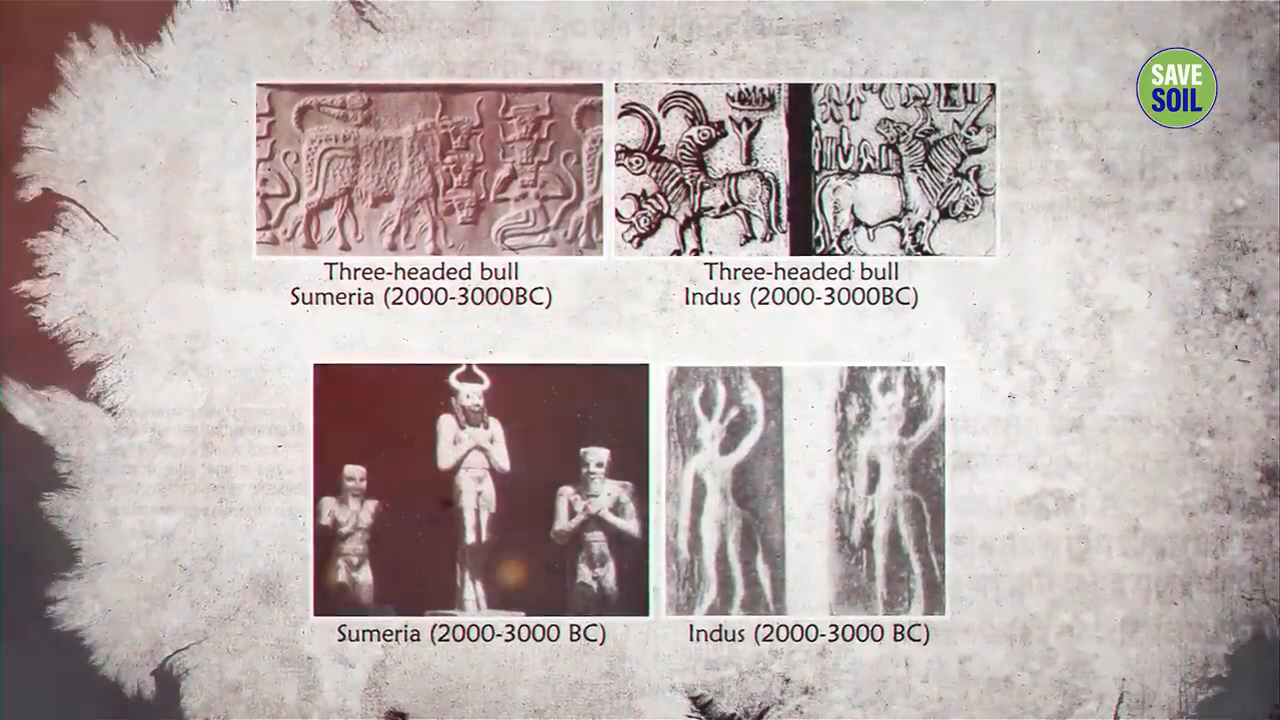 SAVE
SOIL
Three-headed bull
Sumeria (2000-3000BC)
Three-headed bull
Indus (2000-3000BC)
Sumeria (2000-3000 BC)
Indus (2000-3000 BC)